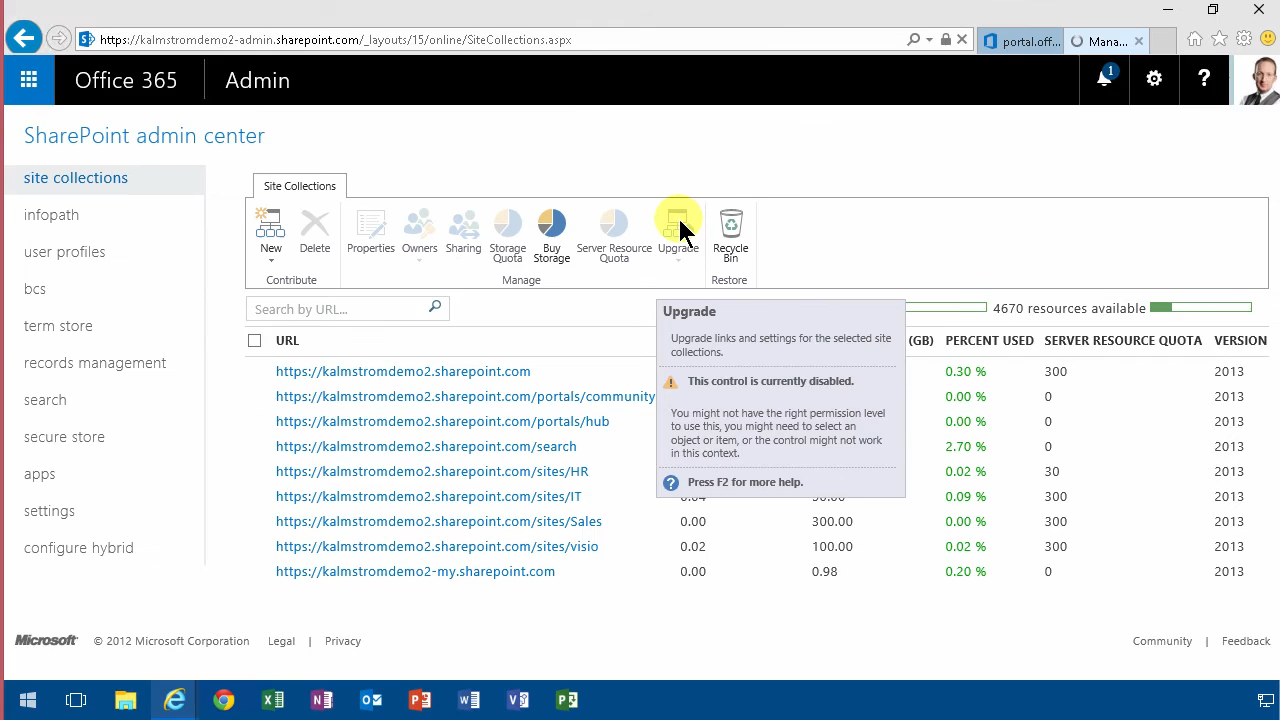 https://kalmstromdemo2-admin.sharepoint.com/_layouts/15/online/SiteCollections.aspx
portal.off...
Mana...
Office 365
Admin
1
SharePoint admin center
site collections
infopath
user profiles
bcs
term store
records management
search
secure store
apps
settings
configure hybrid
Site Collections
New
Delete
Properties
Owners
Sharing
Storage
Quota
Buy
Storage
Server Resource
Quota
Upgrade
Recycle
Bin
Contribute
Manage
Restore
Search by URL...
4670 resources available
URL
(GB)
PERCENT USED
SERVER RESOURCE QUOTA
VERSION
https://kalmstromdemo2.sharepoint.com 0.30 % 300 2013
https://kalmstromdemo2.sharepoint.com/portals/community 0.00 % 0 2013
https://kalmstromdemo2.sharepoint.com/portals/hub 0.00 % 0 2013
https://kalmstromdemo2.sharepoint.com/search 2.70 % 0 2013
https://kalmstromdemo2.sharepoint.com/sites/HR 0.02 % 30 2013
https://kalmstromdemo2.sharepoint.com/sites/IT 0.09 % 300 2013
https://kalmstromdemo2.sharepoint.com/sites/Sales 0.00 300.00 0.00 % 300 2013
https://kalmstromdemo2.sharepoint.com/sites/visio 0.02 100.00 0.02 % 300 2013
https://kalmstromdemo2-my.sharepoint.com 0.00 0.98 0.20 % 0 2013
Upgrade
Upgrade links and settings for the selected site
collections.
This control is currently disabled.
You might not have the right permission level
to use this, you might need to select an
object or item, or the control might not work
in this context.
Press F2 for more help.
Microsoft © 2012 Microsoft Corporation Legal | Privacy
Community | Feedback